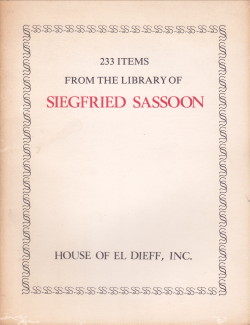 233 ITEMS
FROM THE LIBRARY OF
SIEGFRIED SASSOON
HOUSE OF EL DIEFF, INC.